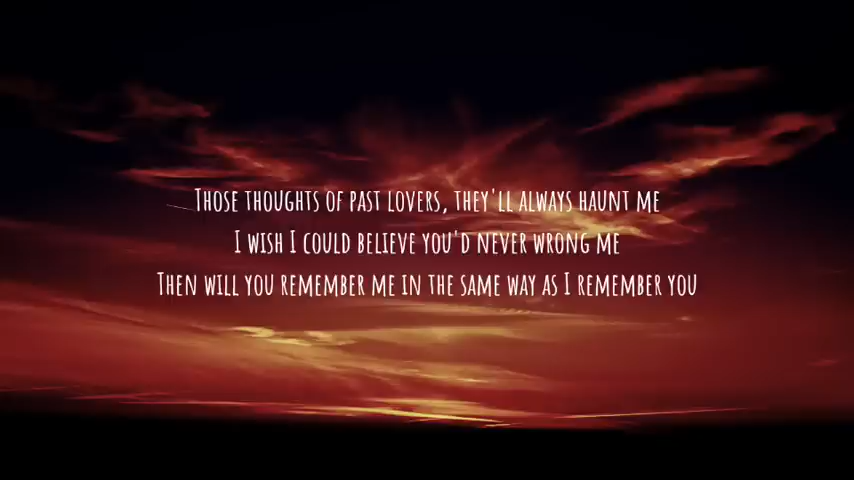 Those thoughts of past lovers, they'll always haunt me
I wish I could believe you'd never wrong me
Then will you remember me in the same way as I remember you